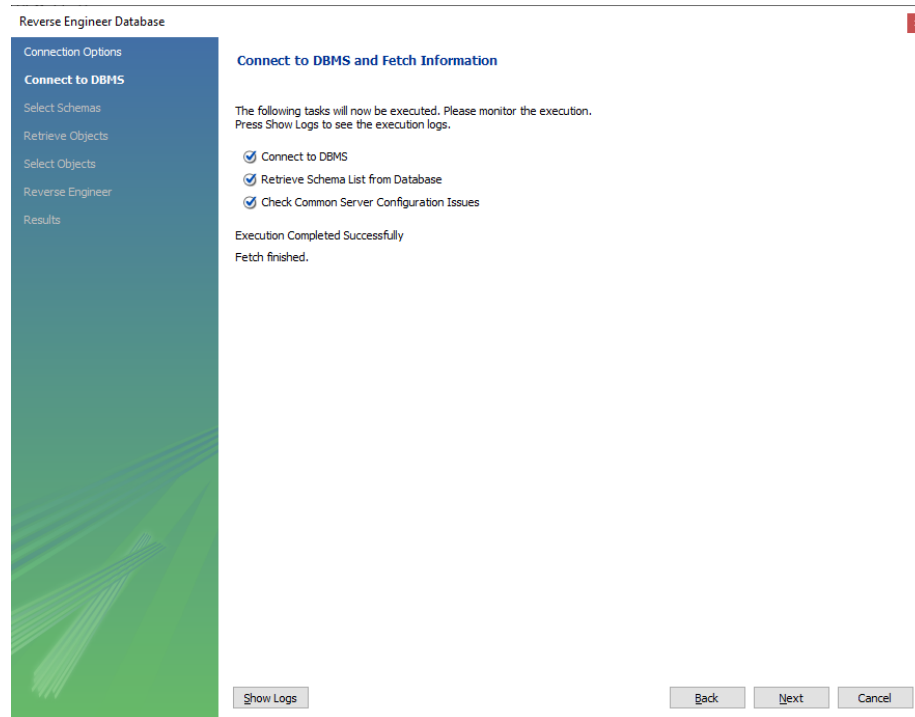 Reverse Engineer Database
Connection Options
Connect to DBMS
Select Schemas
Retrieve Objects
Select Objects
Reverse Engineer
Results
Connect to DBMS and Fetch Information
The following tasks will now be executed. Please monitor the execution.
Press Show Logs to see the execution logs.
Connect to DBMS
Retrieve Schema List from Database
Check Common Server Configuration Issues
Execution Completed Successfully
Fetch finished.
Show Logs
Back
Next
Cancel